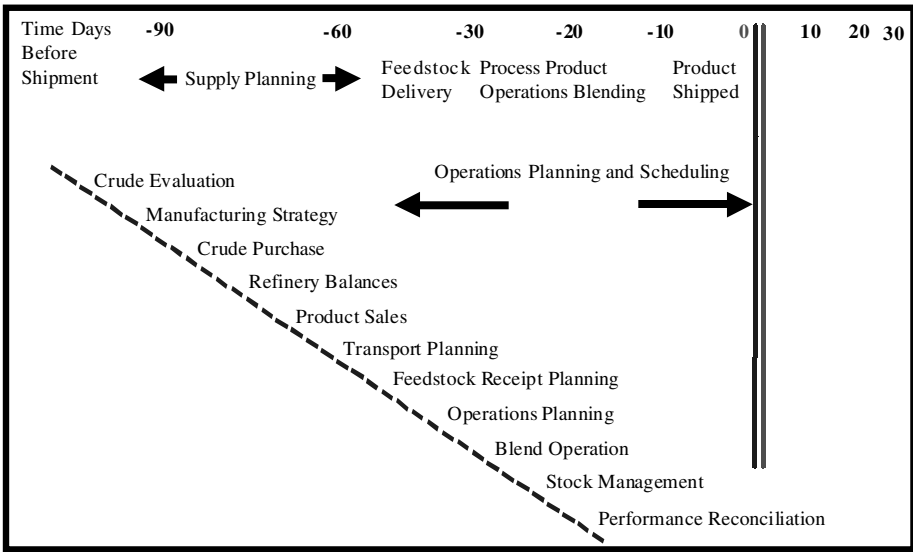 Time Days -90 -60 -30 -20 -10 0 10 20 30
Before
Shipment
Supply Planning
Feedstock Process Product Product
Delivery Operations Blending Shipped
Operations Planning and Scheduling
Crude Evaluation
Manufacturing Strategy
Crude Purchase
Refinery Balances
Product Sales
Transport Planning
Feedstock Receipt Planning
Operations Planning
Blend Operation
Stock Management
Performance Reconciliation